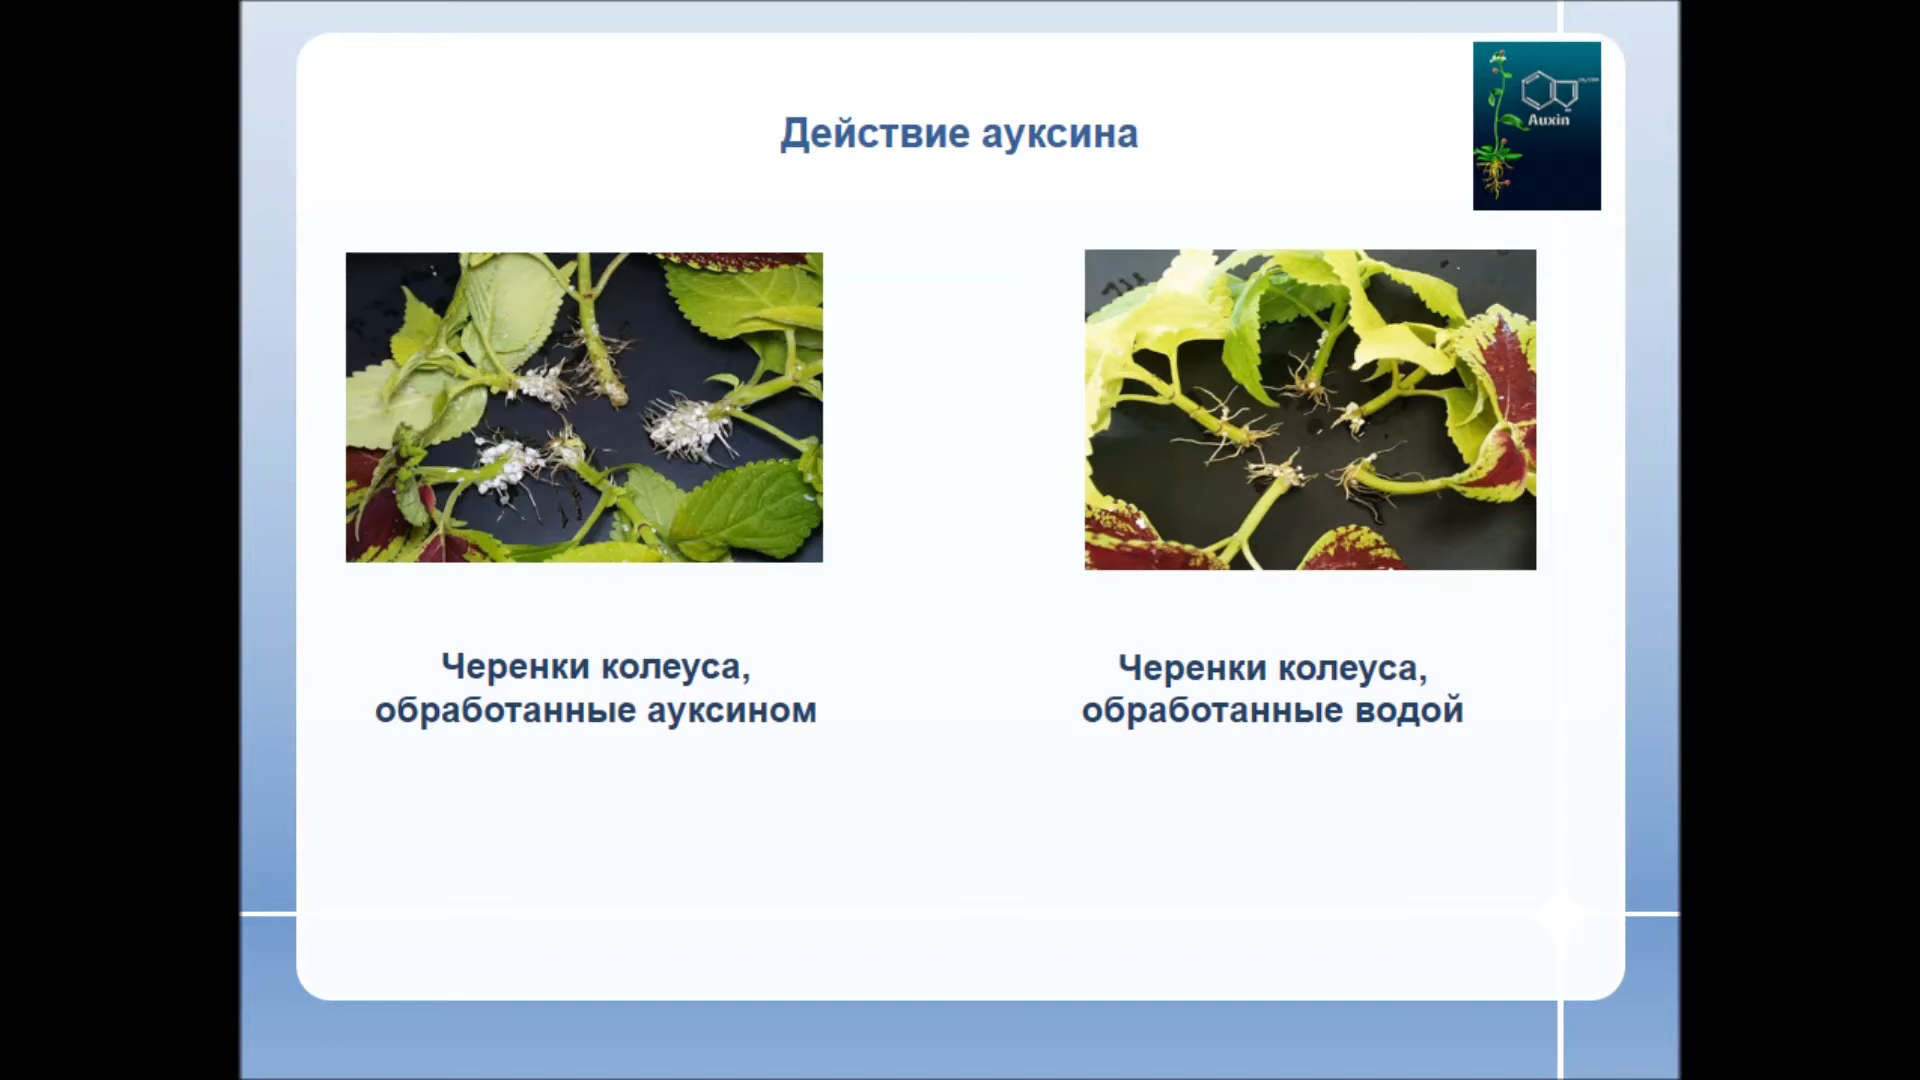 Действие ауксина
Auxin
Черенки колеуса,
обработанные ауксином
Черенки колеуса,
обработанные водой